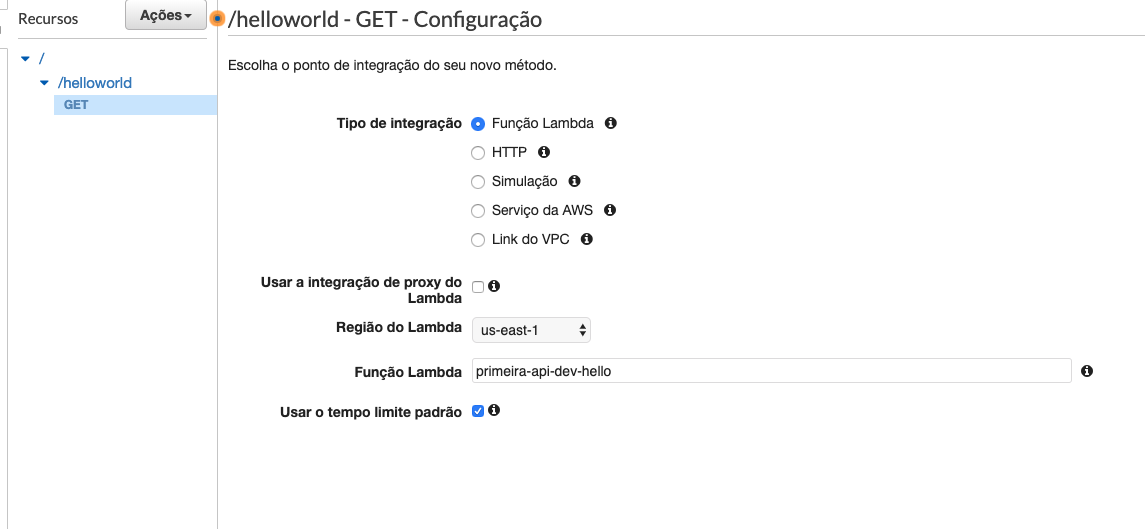 Recursos
Ações
/helloworld - GET - Configuração
/
/helloworld
GET
Escolha o ponto de integração do seu novo método.
Tipo de integração
Função Lambda
HTTP
Simulação
Serviço da AWS
Link do VPC
Usar a integração de proxy do
Lambda
Região do Lambda
us-east-1
Função Lambda
primeira-api-dev-hello
Usar o tempo limite padrão